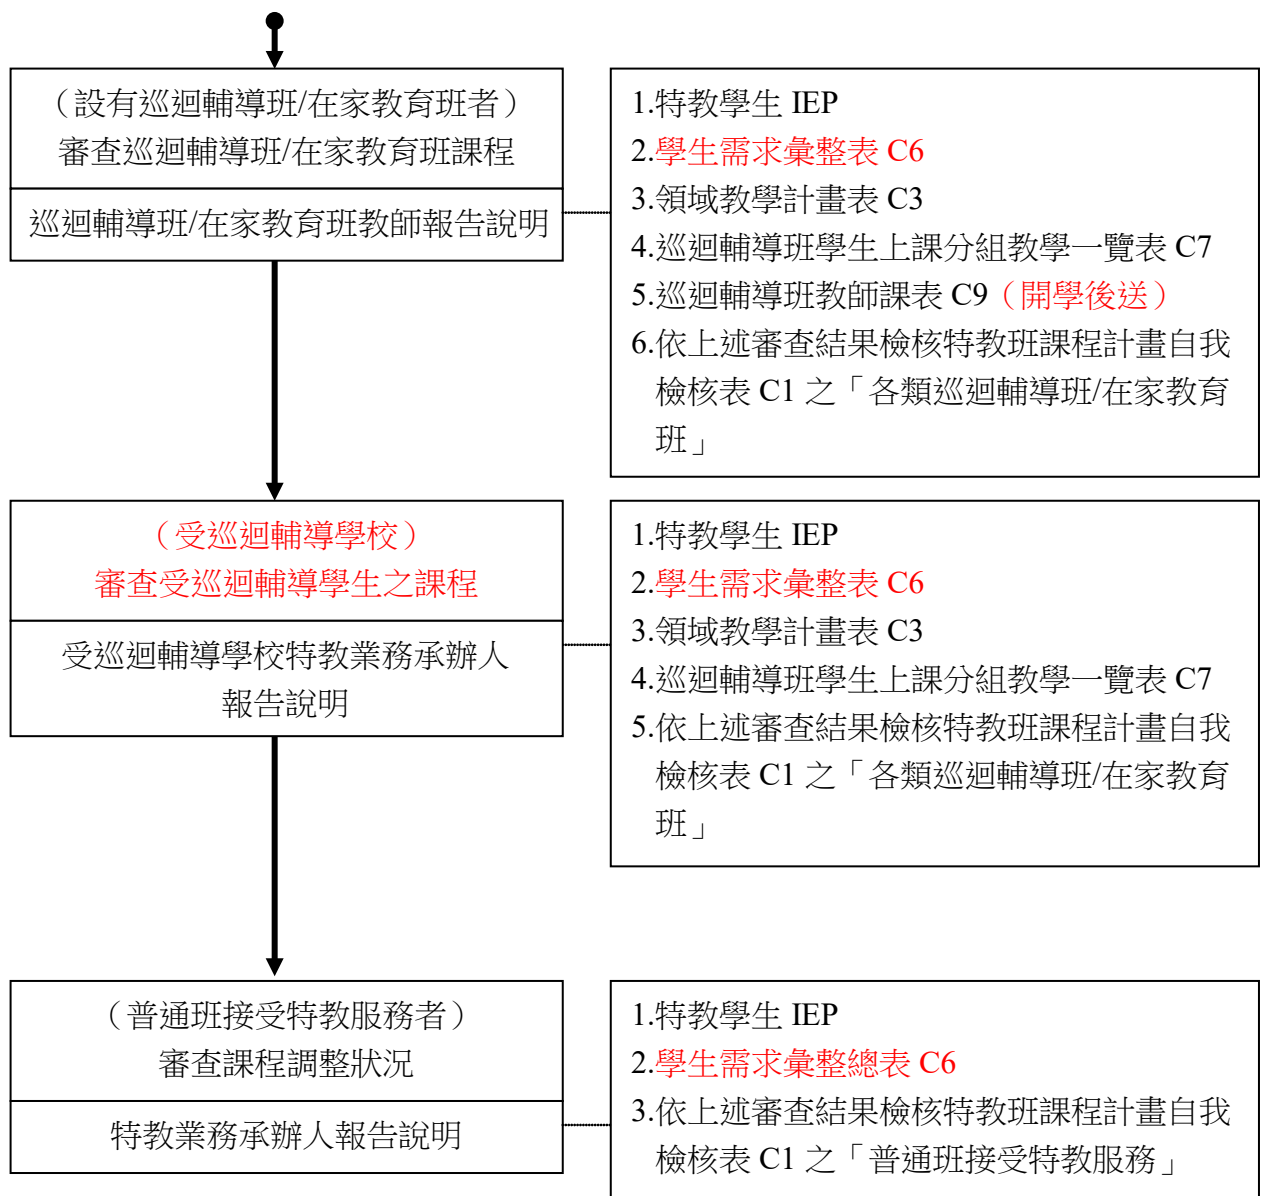 （設有巡迴輔導班/在家教育班者）
審查巡迴輔導班/在家教育班課程
巡迴輔導班/在家教育班教師報告說明
1.特教學生 IEP
2.學生需求彙整表 C6
3.領域教學計畫表 C3
4.巡迴輔導班學生上課分組教學一覽表 C7
5.巡迴輔導班教師課表 C9（開學後送）
6.依上述審查結果檢核特教班課程計畫自我
檢核表 C1 之「各類巡迴輔導班/在家教育
班」
（受巡迴輔導學校）
審查受巡迴輔導學生之課程
受巡迴輔導學校特教業務承辦人
報告說明
1.特教學生 IEP
2.學生需求彙整表 C6
3.領域教學計畫表 C3
4.巡迴輔導班學生上課分組教學一覽表 C7
5.依上述審查結果檢核特教班課程計畫自我
檢核表 C1 之「各類巡迴輔導班/在家教育
班」
（普通班接受特教服務者）
審查課程調整狀況
特教業務承辦人報告說明
1.特教學生 IEP
2.學生需求彙整總表 C6
3.依上述審查結果檢核特教班課程計畫自我
檢核表 C1 之「普通班接受特教服務」